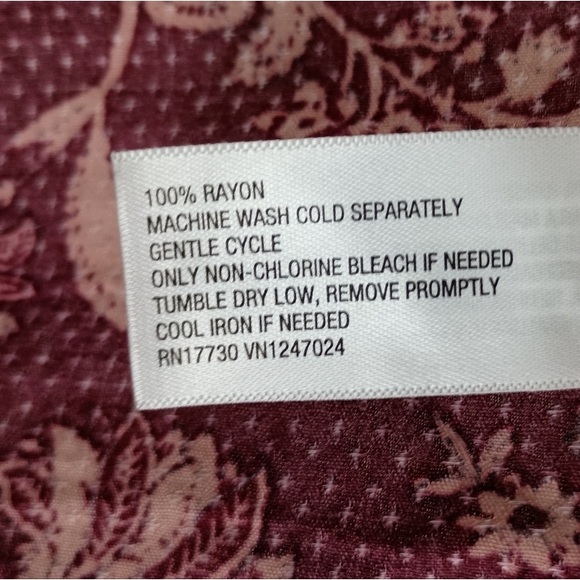 100% RAYON
MACHINE WASH COLD SEPARATELY
GENTLE CYCLE
ONLY NON-CHLORINE BLEACH IF NEEDED
TUMBLE DRY LOW, REMOVE PROMPTLY
COOL IRON IF NEEDED
RN17730 VN1247024